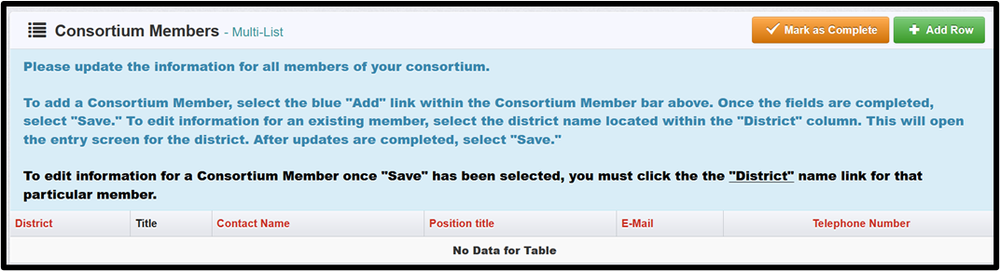 Consortium Members - Multi-List
Mark as Complete
Add Row
Please update the information for all members of your consortium.
To add a Consortium Member, select the blue "Add" link within the Consortium Member bar above. Once the fields are completed,
select "Save." To edit information for an existing member, select the district name located within the "District" column. This will open
the entry screen for the district. After updates are completed, select "Save."
To edit information for a Consortium Member once "Save" has been selected, you must click the the "District" name link for that
particular member.
District Title Contact Name Position title E-Mail Telephone Number
No Data for Table